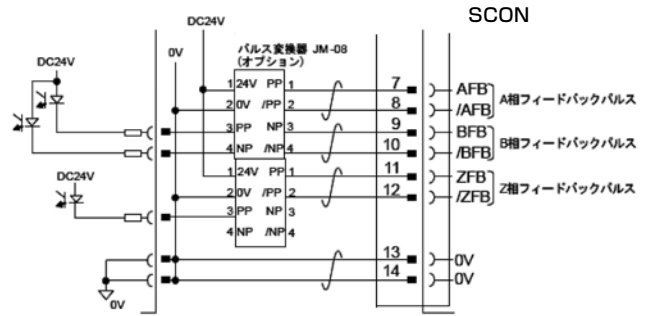 SCON
DC24V
0V
パルス変換器 JM-08
(オプション)
DC24V
1 24V PP 1 7 AFB
2 0V /PP 2 8 /AFB
A相フィードバックパルス
3 PP NP 3 9 BFB
4 NP /NP 4 10 /BFB
B相フィードバックパルス
DC24V
1 24V PP 1 11 ZFB
2 0V /PP 2 12 /ZFB
Z相フィードバックパルス
3 PP NP 3
4 NP /NP 4
13 0V
14 0V
0V